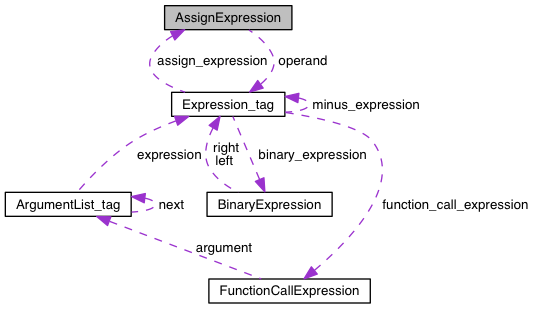 AssignExpression
assign_expression
operand
Expression_tag
minus_expression
expression
right
left
binary_expression
ArgumentList_tag
next
BinaryExpression
function_call_expression
argument
FunctionCallExpression